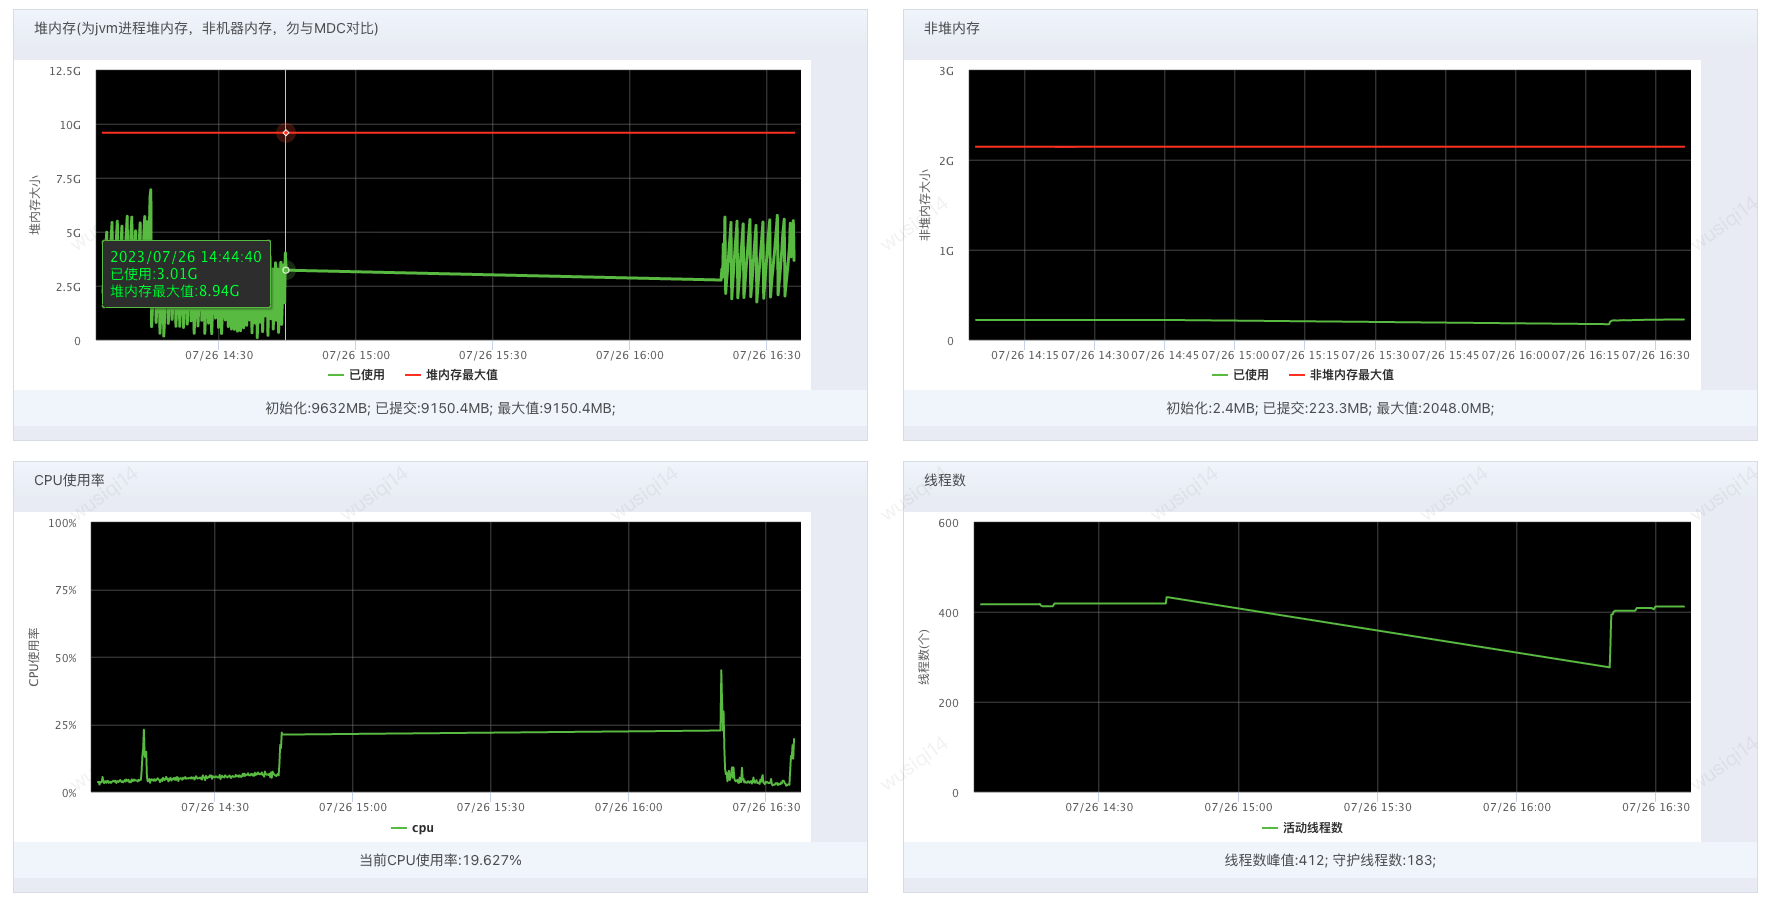 堆内存(为jvm进程堆内存，非机器内存，勿与MDC对比)
12.5G
10G
7.5G
5G
2.5G
0
堆内存大小
2023/07/26 14:44:40
已使用:3.01G
堆内存最大值:8.94G
07/26 14:30
07/26 15:00
07/26 15:30
07/26 16:00
07/26 16:30
已使用
堆内存最大值
初始化:9632MB; 已提交:9150.4MB; 最大值:9150.4MB;
非堆内存
3G
2G
1G
0
非堆内存大小
07/26 14:15
07/26 14:30
07/26 14:45
07/26 15:00
07/26 15:15
07/26 15:30
07/26 15:45
07/26 16:00
07/26 16:15
07/26 16:30
已使用
非堆内存最大值
初始化:2.4MB; 已提交:223.3MB; 最大值:2048.0MB;
CPU使用率
100%
75%
50%
25%
0%
CPU使用率
07/26 14:30
07/26 15:00
07/26 15:30
07/26 16:00
07/26 16:30
cpu
当前CPU使用率:19.627%
线程数
600
400
200
0
线程数(个)
07/26 14:30
07/26 15:00
07/26 15:30
07/26 16:00
07/26 16:30
活动线程数
线程数峰值:412; 守护线程数:183;
wusiqi14
wusiqi14
wusiqi14
wusiqi14
wusiqi14
wusiqi14
wusiqi14
wusiqi14
wusiqi14
wusiqi14
wusiqi14